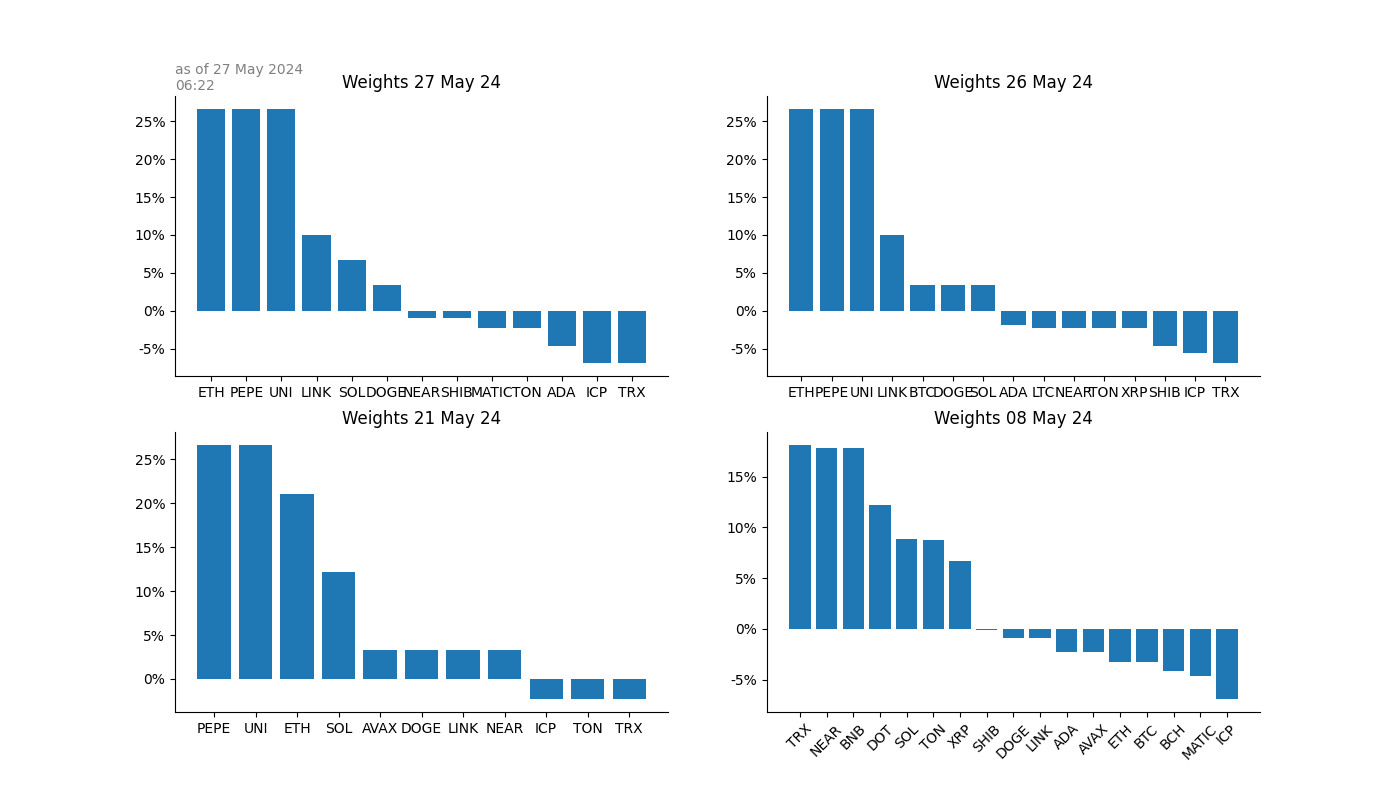 as of 27 May 2024
06:22
Weights 27 May 24
25%
20%
15%
10%
5%
0%
-5%
ETH PEPE UNI LINK SOL DOGE NEAR SHIB MATIC TON ADA ICP TRX
Weights 26 May 24
25%
20%
15%
10%
5%
0%
-5%
ETH PEPE UNI LINK BTC DOGE SOL ADA LTC NEAR TON XRP SHIB ICP TRX
Weights 21 May 24
25%
20%
15%
10%
5%
0%
PEPE UNI ETH SOL AVAX DOGE LINK NEAR ICP TON TRX
Weights 08 May 24
15%
10%
5%
0%
-5%
TRX NEAR BNB DOT SOL TON XRP SHIB DOGE LINK ADA AVAX ETH BTC BCH MATIC ICP